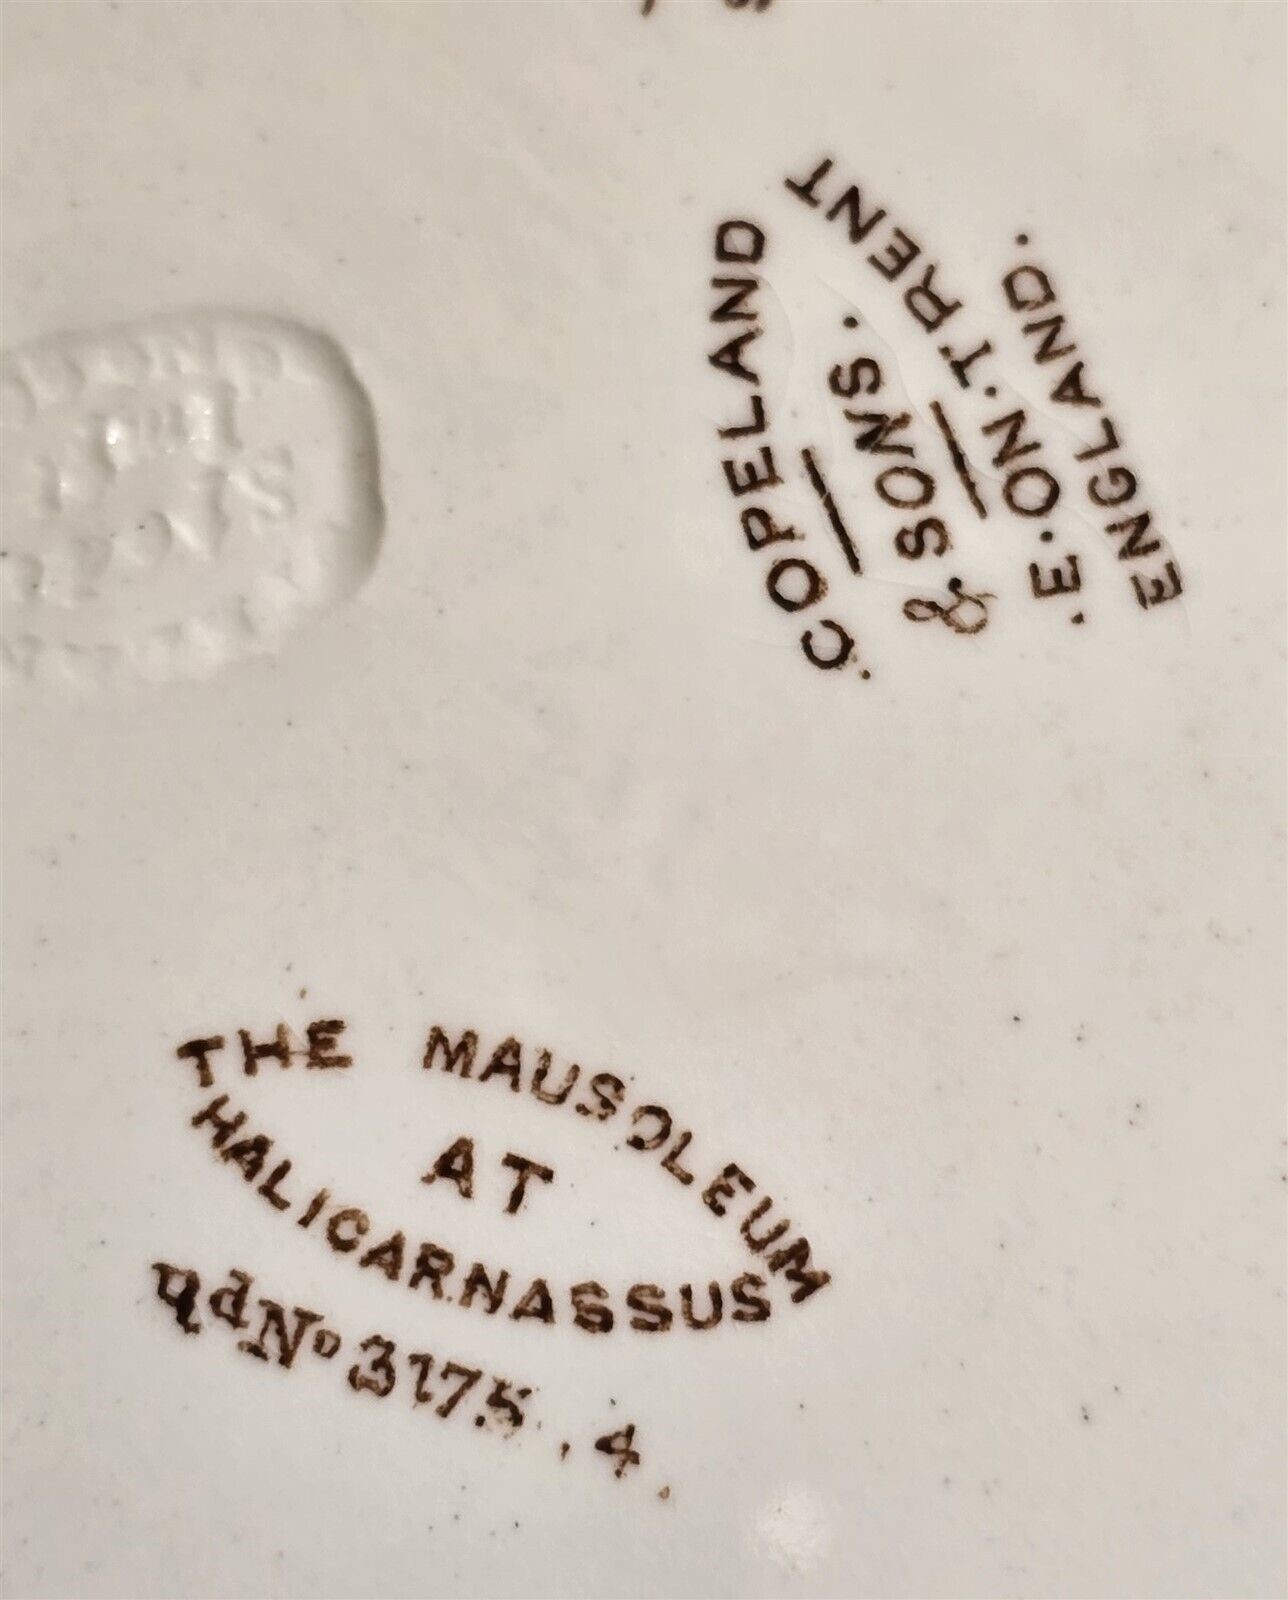 COPELAND
& SONS.
.E.ON.TRENT
ENGLAND.
THE MAUSOLEUM
AT
HALICARNASSUS
RdNo 3175.4.